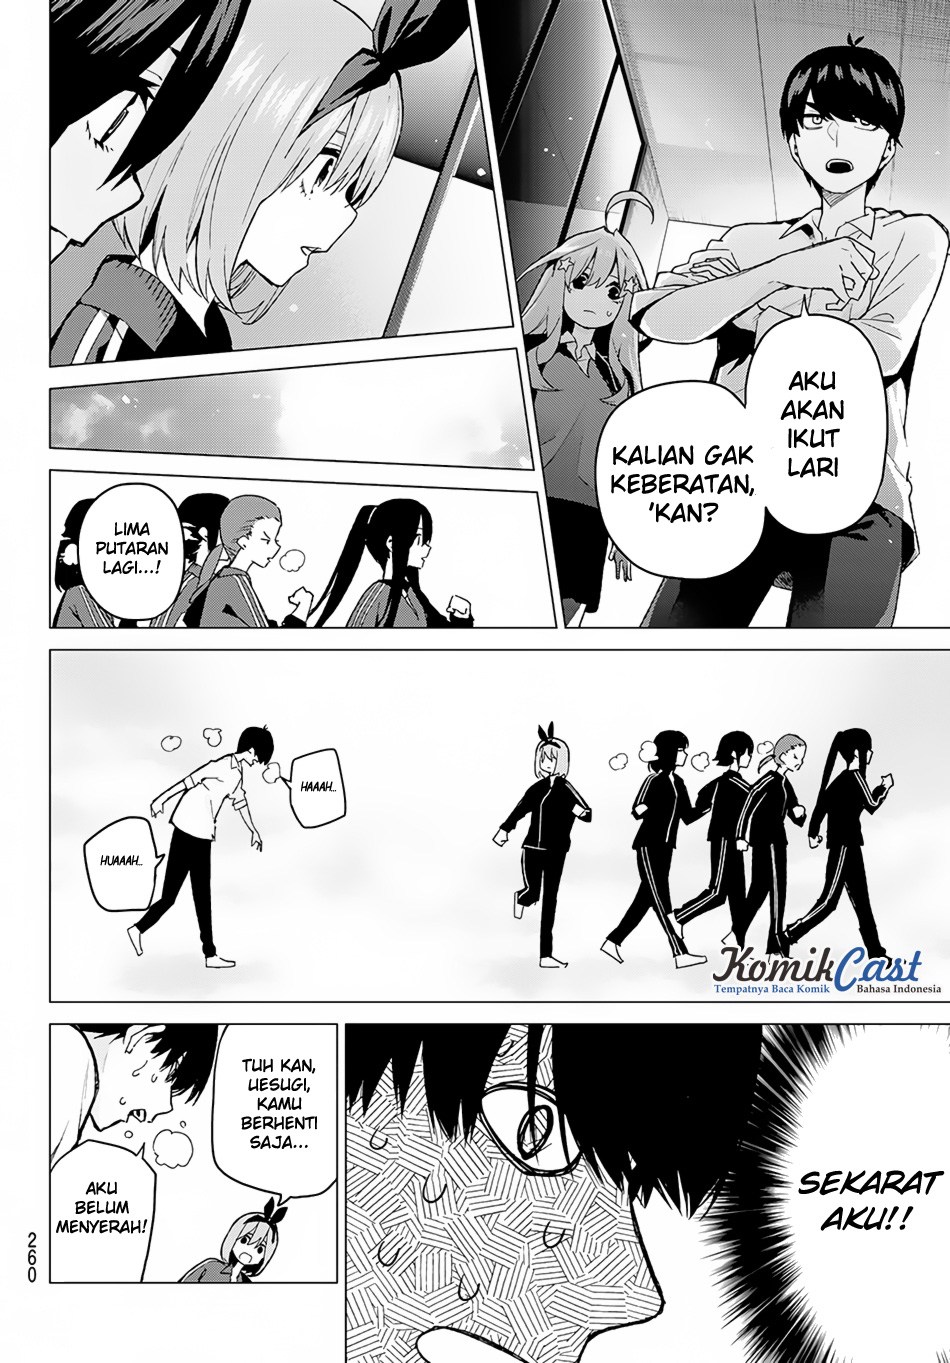 AKU
AKAN
IKUT
LARI
KALIAN GAK
KEBERATAN,
'KAN?
LIMA
PUTARAN
LAGI...!
HAAAH..
HUAAAH..
KomikCast
Tempatnya Baca Komik Bahasa Indonesia
SEKARAT
AKU!!
TUH KAN,
UESUGI,
KAMU
BERHENTI
SAJA...
AKU
BELUM
MENYERAH!
260